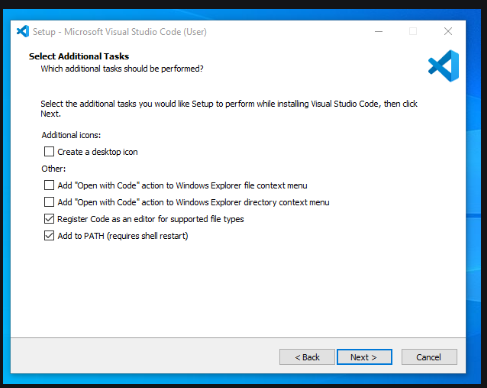 Setup - Microsoft Visual Studio Code (User)
Select Additional Tasks
Which additional tasks should be performed?
Select the additional tasks you would like Setup to perform while installing Visual Studio Code, then click
Next.
Additional icons:
Create a desktop icon
Other:
Add "Open with Code" action to Windows Explorer file context menu
Add "Open with Code" action to Windows Explorer directory context menu
Register Code as an editor for supported file types
Add to PATH (requires shell restart)
< Back
Next >
Cancel